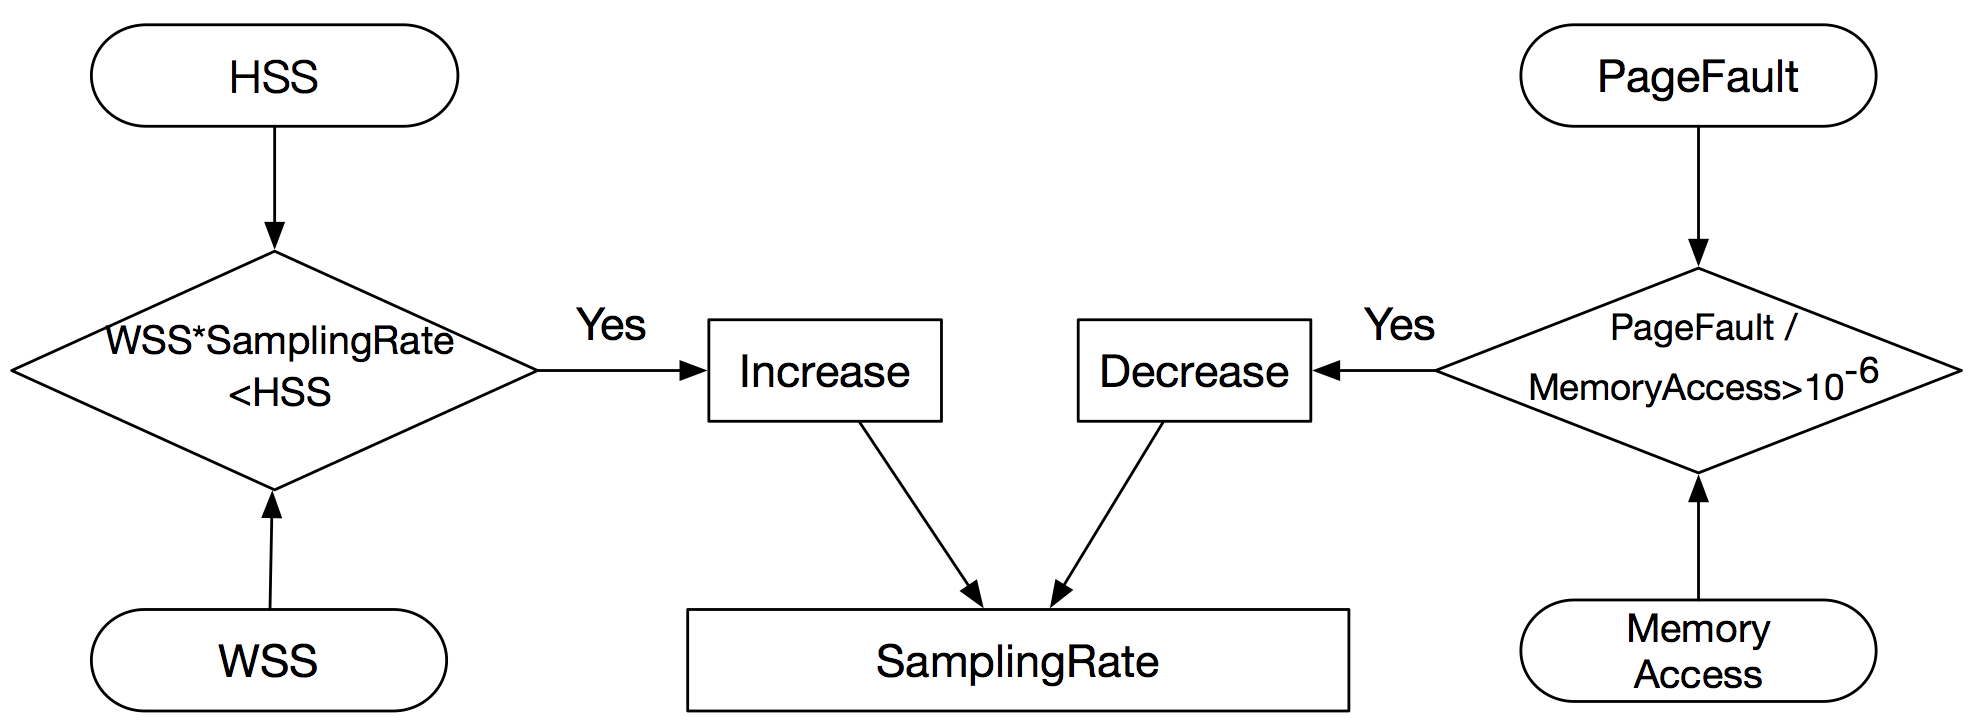 HSS
PageFault
WSS*SamplingRate
<HSS
Yes
Increase
Decrease
Yes
PageFault /
MemoryAccess>10^-6
WSS
SamplingRate
Memory
Access